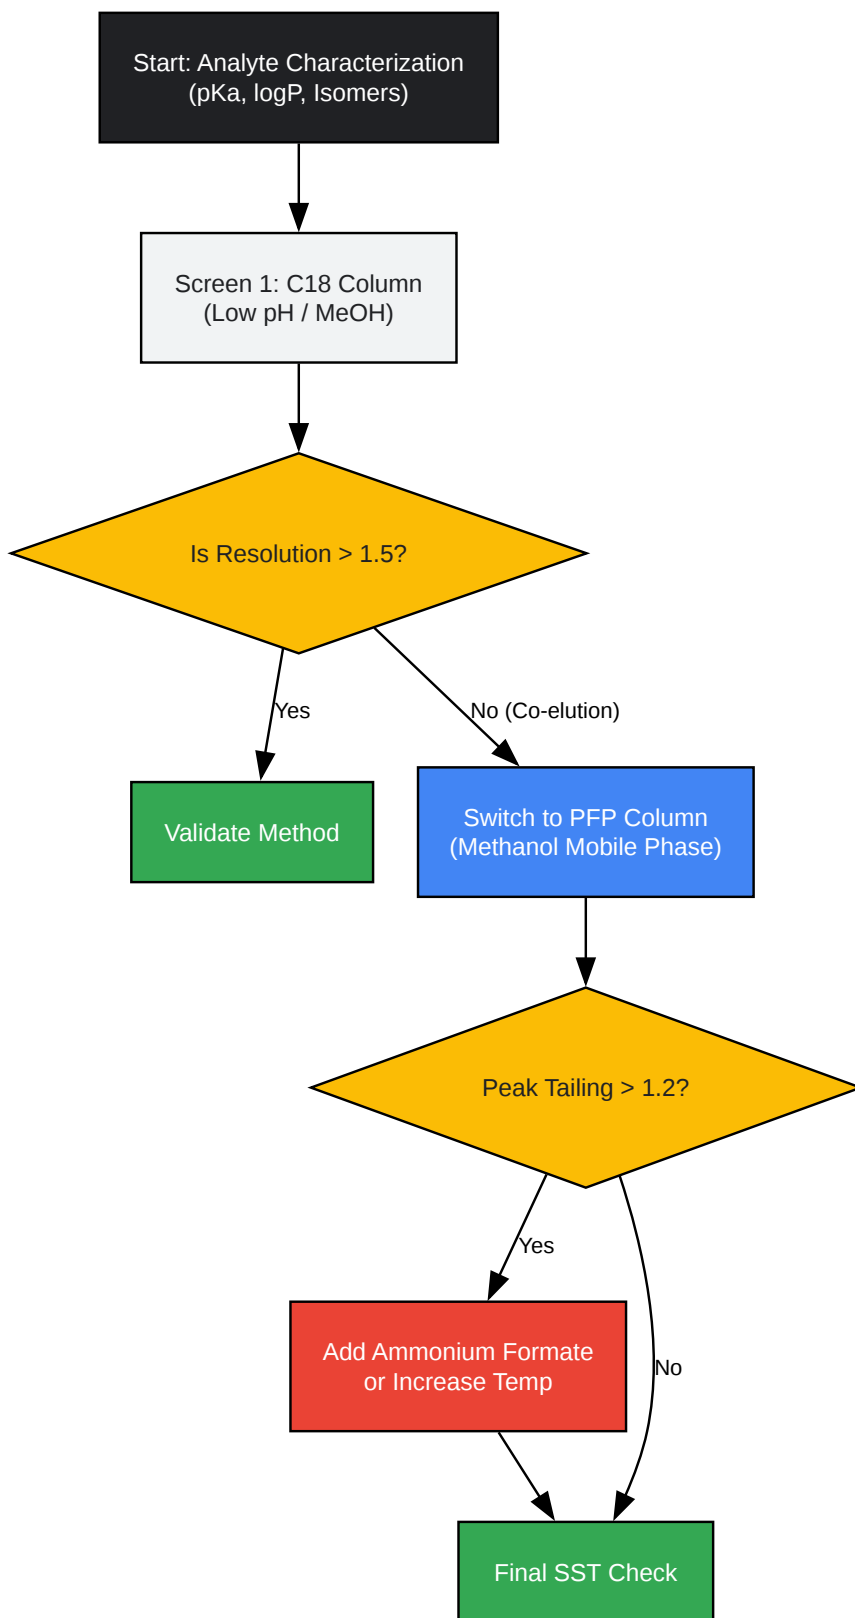 Start: Analyte Characterization
(pKa, logP, Isomers)
Screen 1: C18 Column
(Low pH / MeOH)
Is Resolution > 1.5?
Yes
No (Co-elution)
Validate Method
Switch to PFP Column
(Methanol Mobile Phase)
Peak Tailing > 1.2?
Yes
Add Ammonium Formate
or Increase Temp
No
Final SST Check